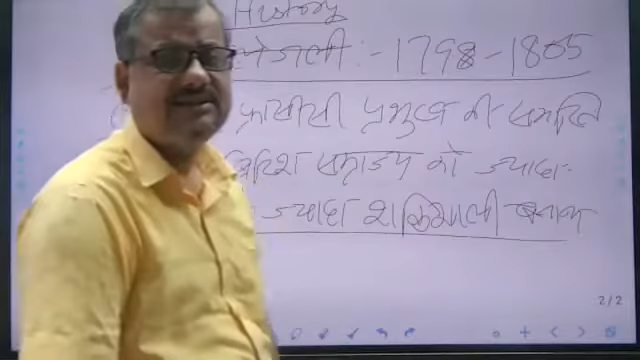 History
वेलेजली :- 1798 - 1805
फ्रांसीसी प्रभुत्व की समाप्ति
ब्रिटिश साम्राज्य को ज्यादा
ज्यादा शक्तिशाली बनाना
2/2